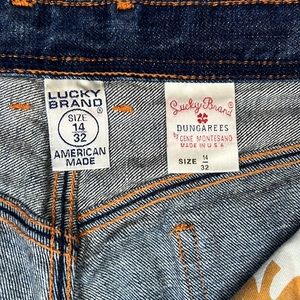 LUCKY
BRAND
SIZE
14
32
AMERICAN
MADE
Lucky Brand
DUNGAREES
by GENE MONTESANO
MADE IN U.S.A
SIZE 14
32